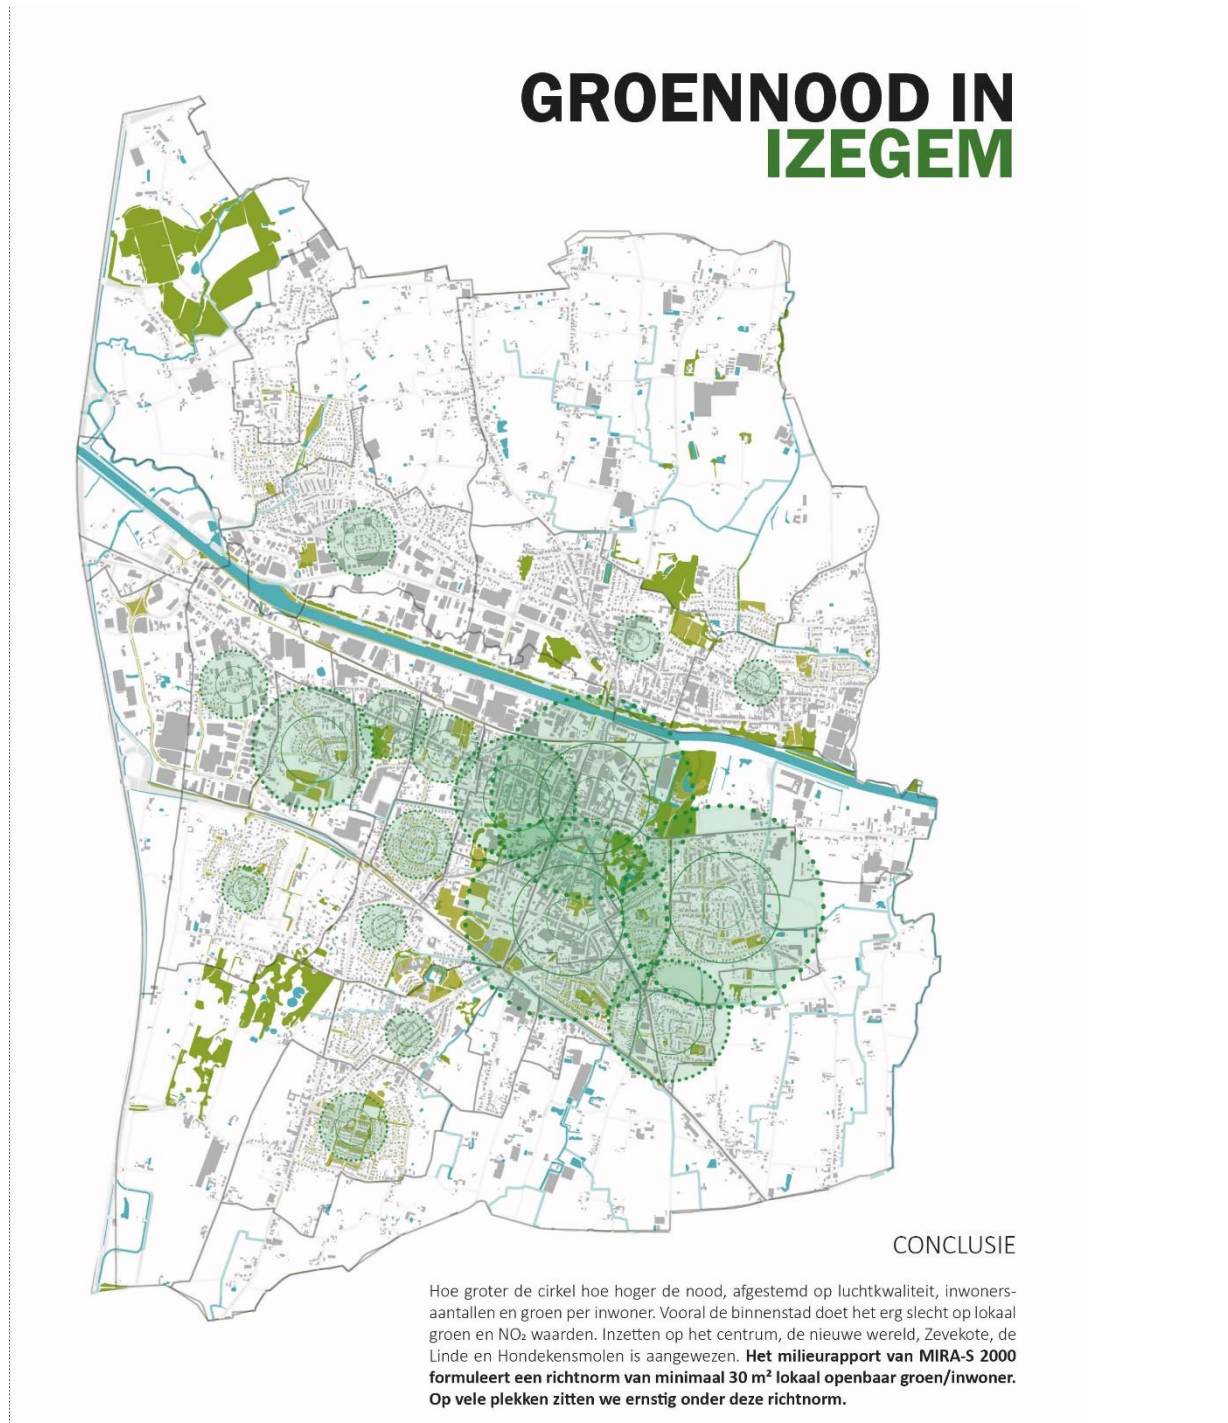 GROENNOOD IN
IZEGEM
CONCLUSIE
Hoe groter de cirkel hoe hoger de nood, afgestemd op luchtkwaliteit, inwoners-
aantallen en groen per inwoner. Vooral de binnenstad doet het erg slecht op lokaal
groen en NO₂ waarden. Inzetten op het centrum, de nieuwe wereld, Zevekote, de
Linde en Hondekensmolen is aangewezen. Het milieurapport van MIRA-S 2000
formuleert een richtnorm van minimaal 30 m² lokaal openbaar groen/inwoner.
Op vele plekken zitten we ernstig onder deze richtnorm.